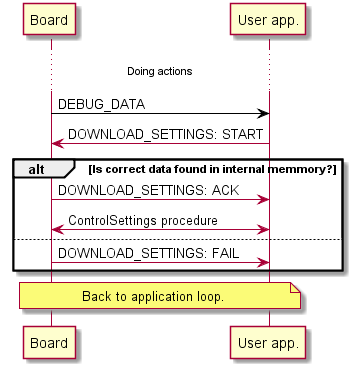 Board User app.
Doing actions
DEBUG_DATA
DOWNLOAD_SETTINGS: START
alt [Is correct data found in internal memmory?]
DOWNLOAD_SETTINGS: ACK
ControlSettings procedure
DOWNLOAD_SETTINGS: FAIL
Back to application loop.
Board User app.